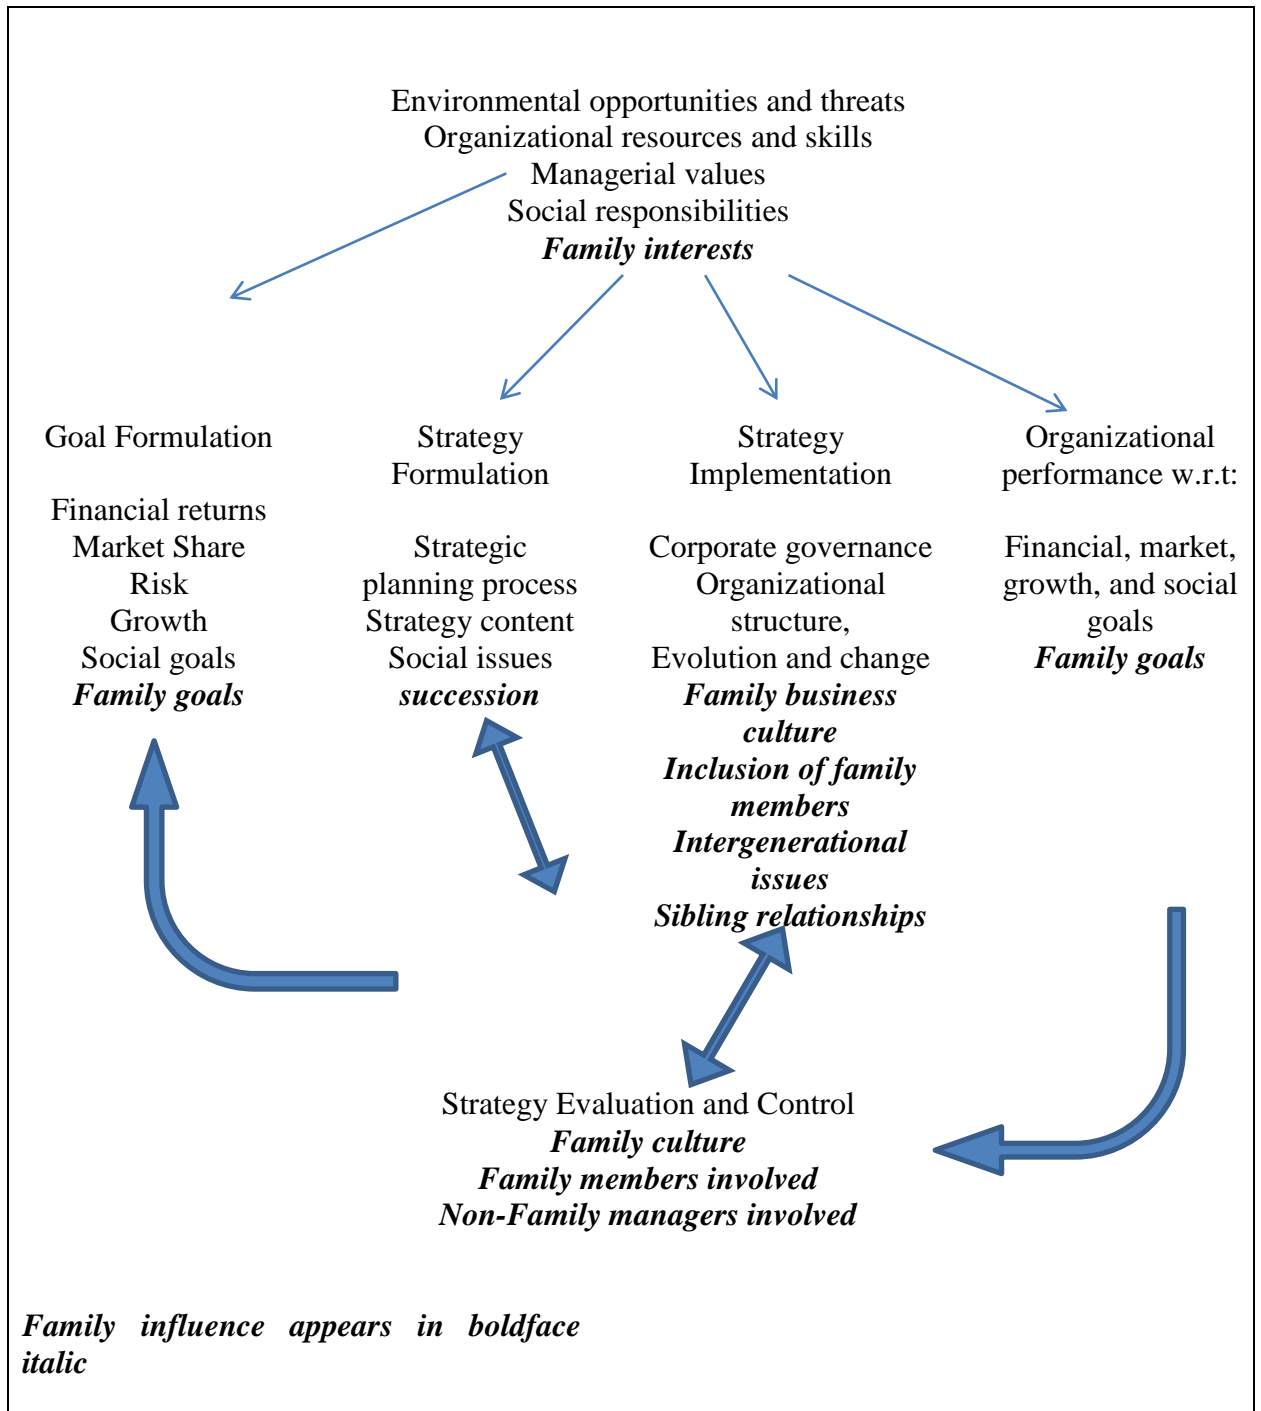 Environmental opportunities and threats
Organizational resources and skills
Managerial values
Social responsibilities
Family interests
Goal Formulation
Financial returns
Market Share
Risk
Growth
Social goals
Family goals
Strategy
Formulation
Strategic
planning process
Strategy content
Social issues
succession
Strategy
Implementation
Corporate governance
Organizational
structure,
Evolution and change
Family business
culture
Inclusion of family
members
Intergenerational
issues
Sibling relationships
Organizational
performance w.r.t:
Financial, market,
growth, and social
goals
Family goals
Strategy Evaluation and Control
Family culture
Family members involved
Non-Family managers involved
Family influence appears in boldface
italic